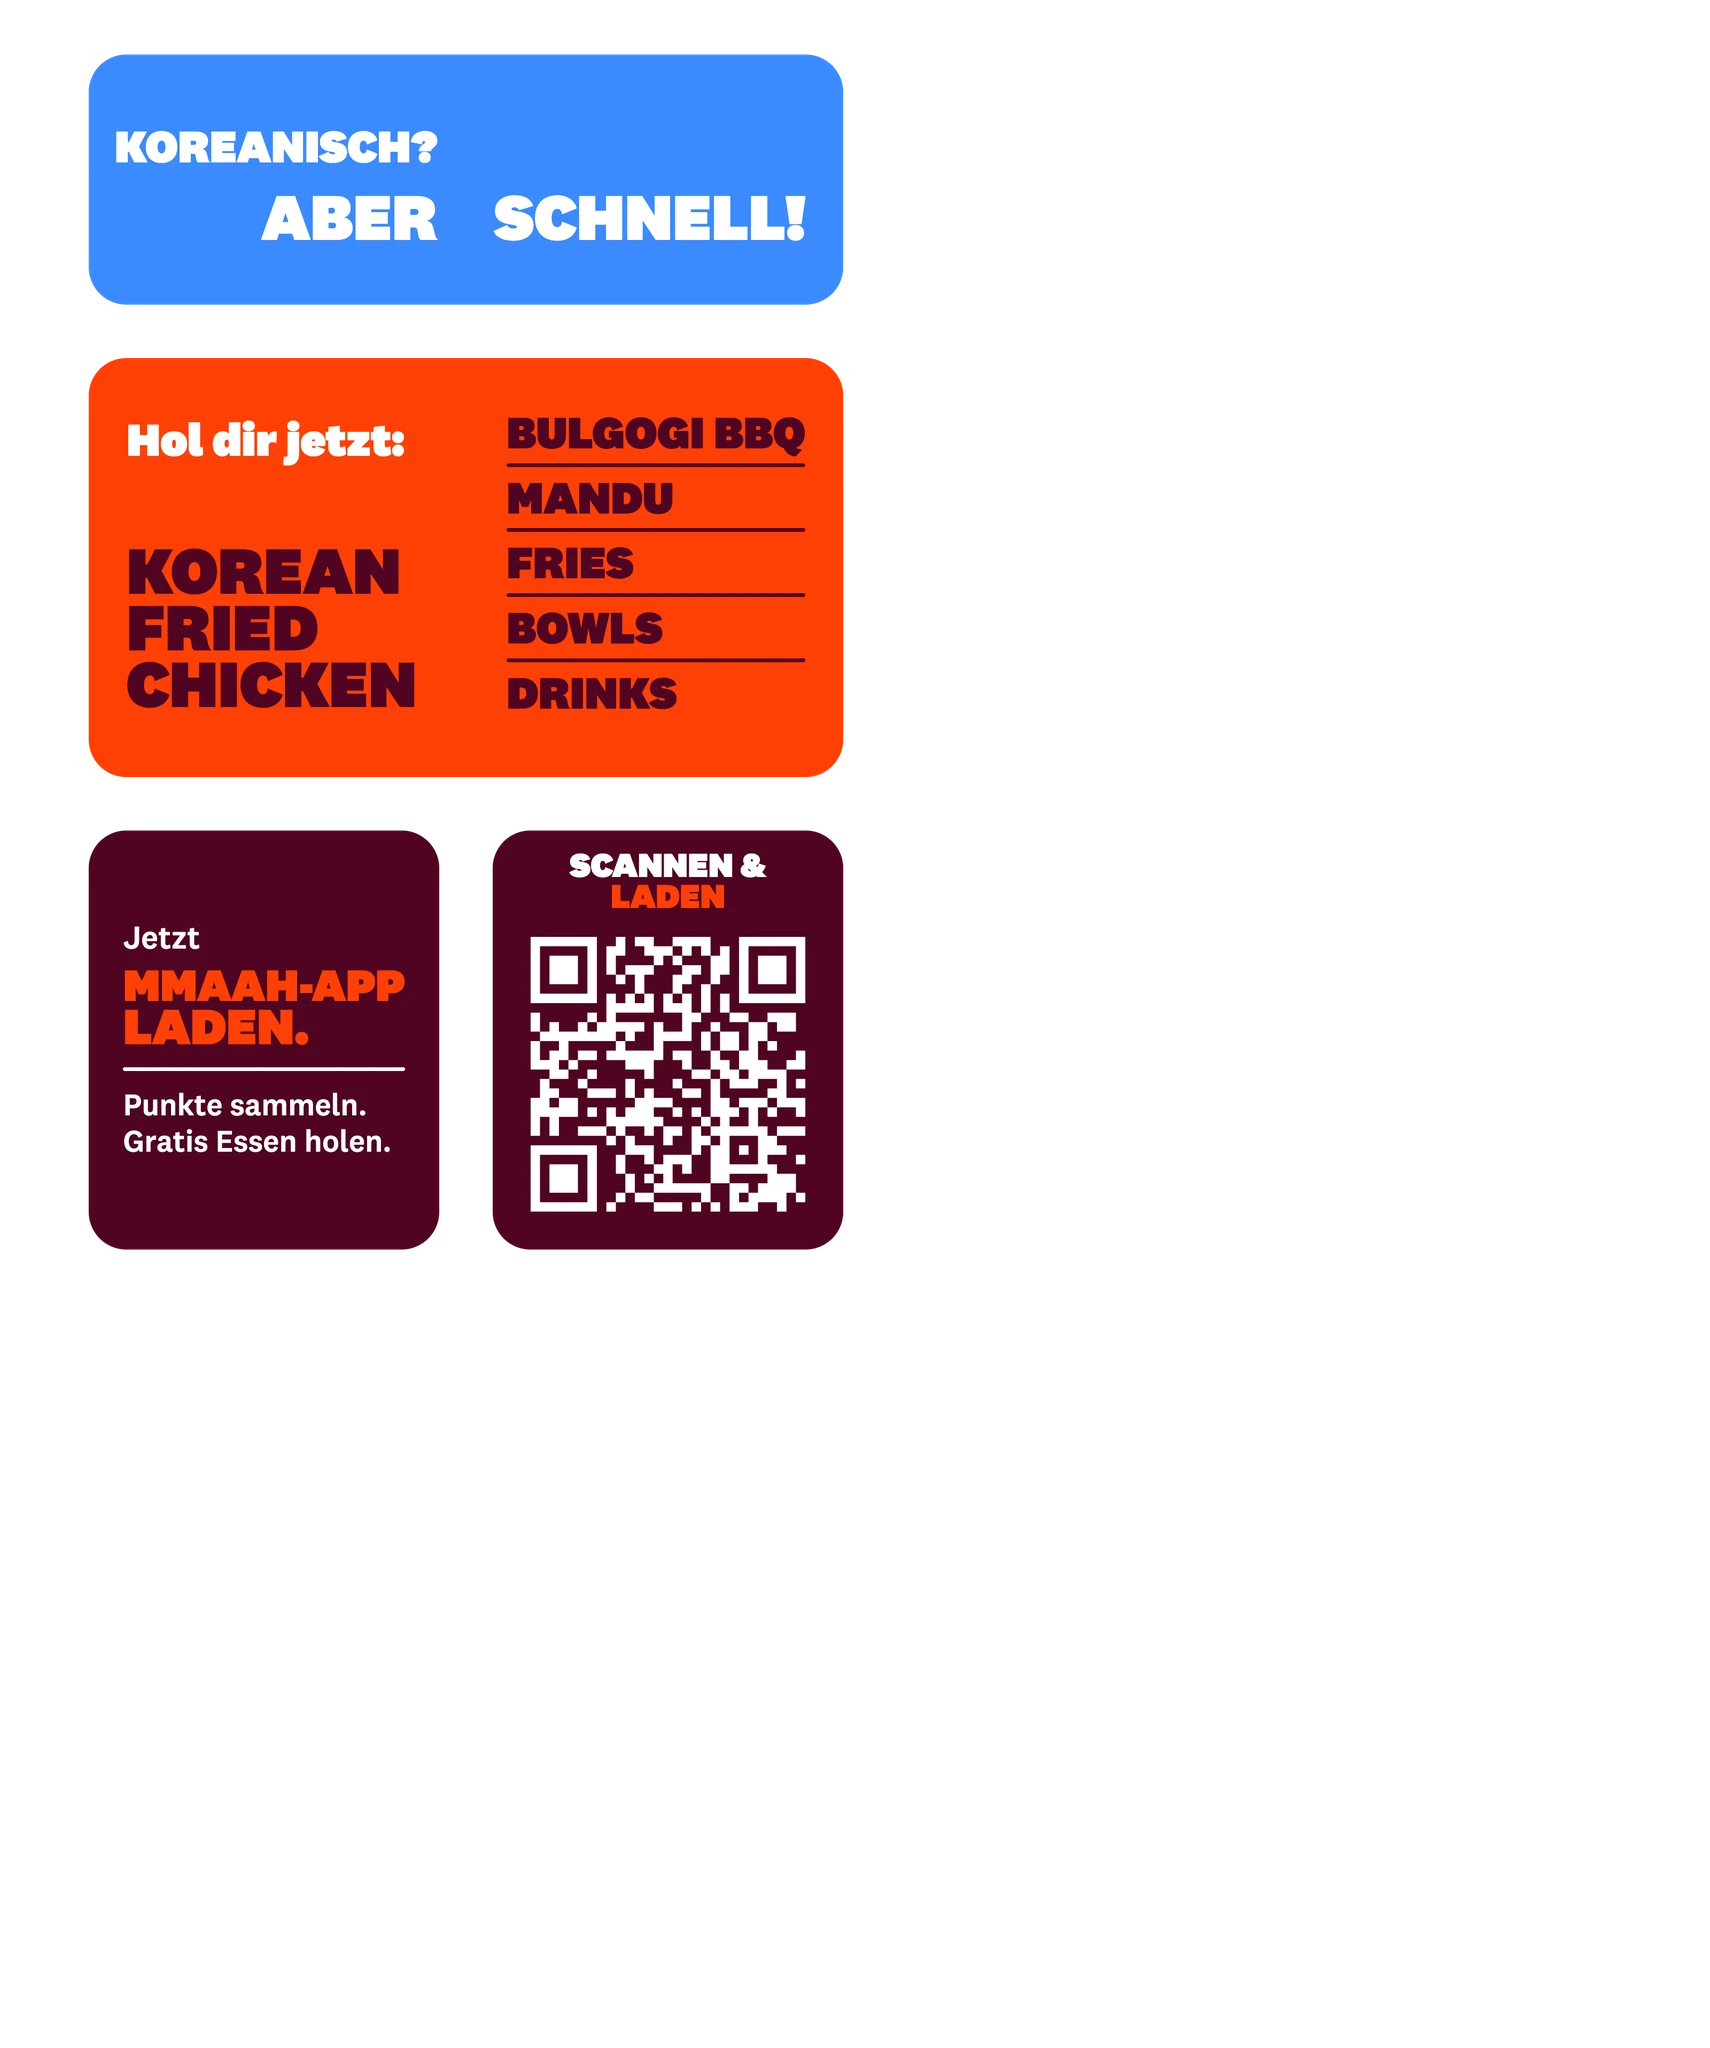 KOREANISCH?
ABER SCHNELL!
Hol dir jetzt:
KOREAN
FRIED
CHICKEN
BULGOGI BBQ
MANDU
FRIES
BOWLS
DRINKS
Jetzt
MMAAH-APP
LADEN.
Punkte sammeln.
Gratis Essen holen.
SCANNEN &
LADEN